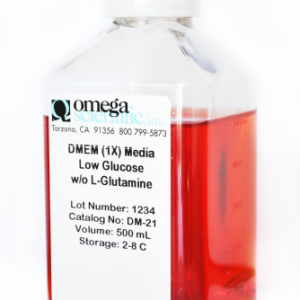 omega
scientific, inc.
Tarzana, CA 91356 800 799-5873
DMEM (1X) Media
Low Glucose
w/o L-Glutamine
Lot Number: 1234
Catalog No: DM-21
Volume: 500 mL
Storage: 2-8 C